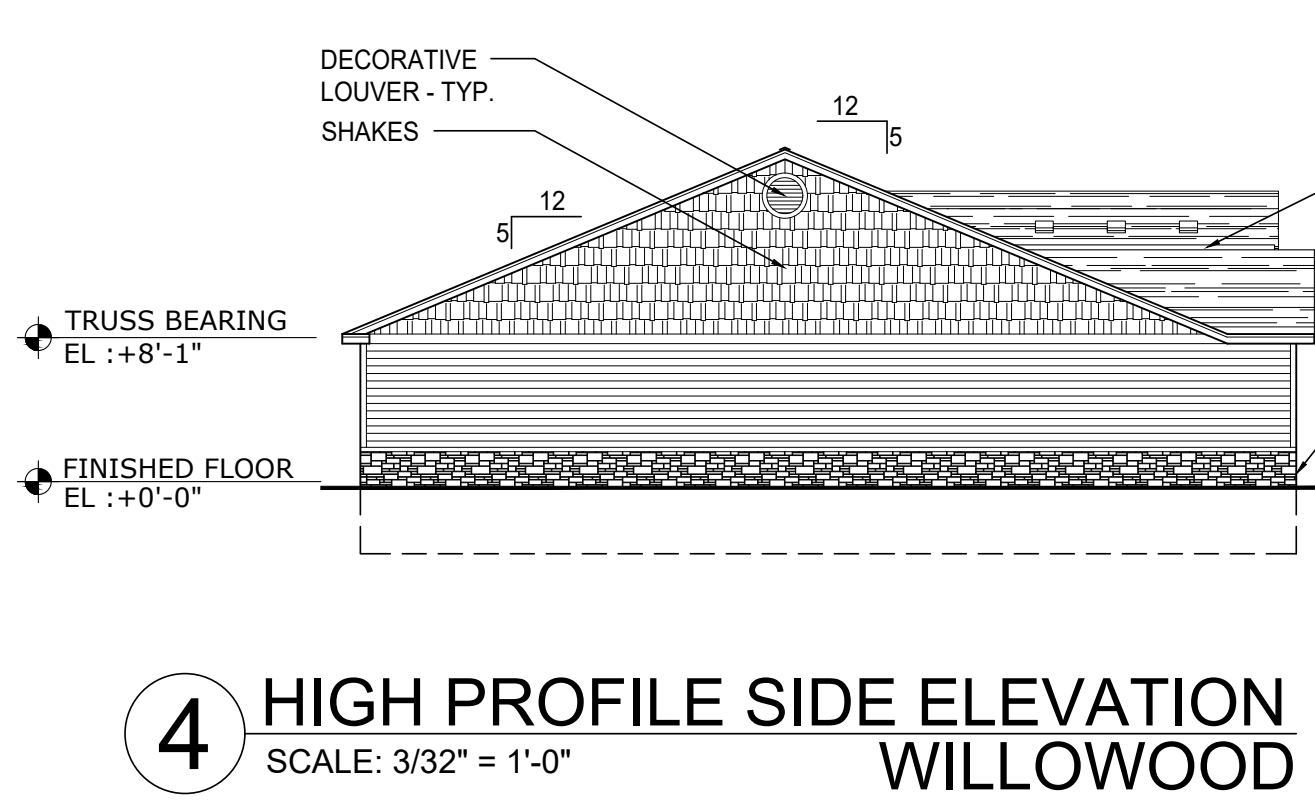 DECORATIVE
LOUVER - TYP.
SHAKES
12
5
12
5
TRUSS BEARING
EL :+8'-1"
FINISHED FLOOR
EL :+0'-0"
4
HIGH PROFILE SIDE ELEVATION
SCALE: 3/32" = 1'-0"
WILLOWOOD